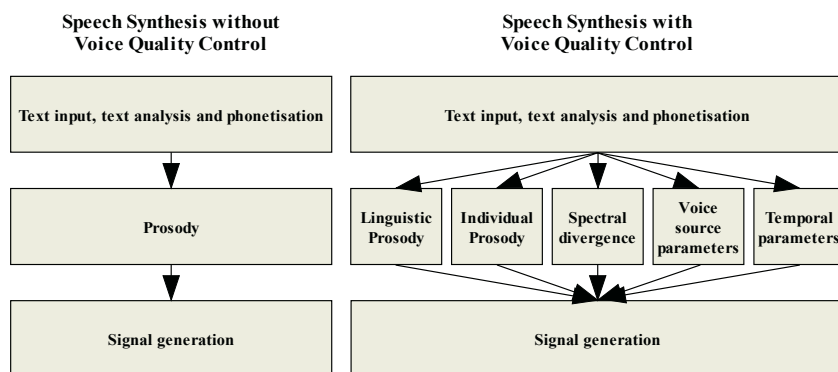 Speech Synthesis without
Voice Quality Control
Text input, text analysis and phonetisation
Prosody
Signal generation
Speech Synthesis with
Voice Quality Control
Text input, text analysis and phonetisation
Linguistic
Prosody
Individual
Prosody
Spectral
divergence
Voice
source
parameters
Temporal
parameters
Signal generation